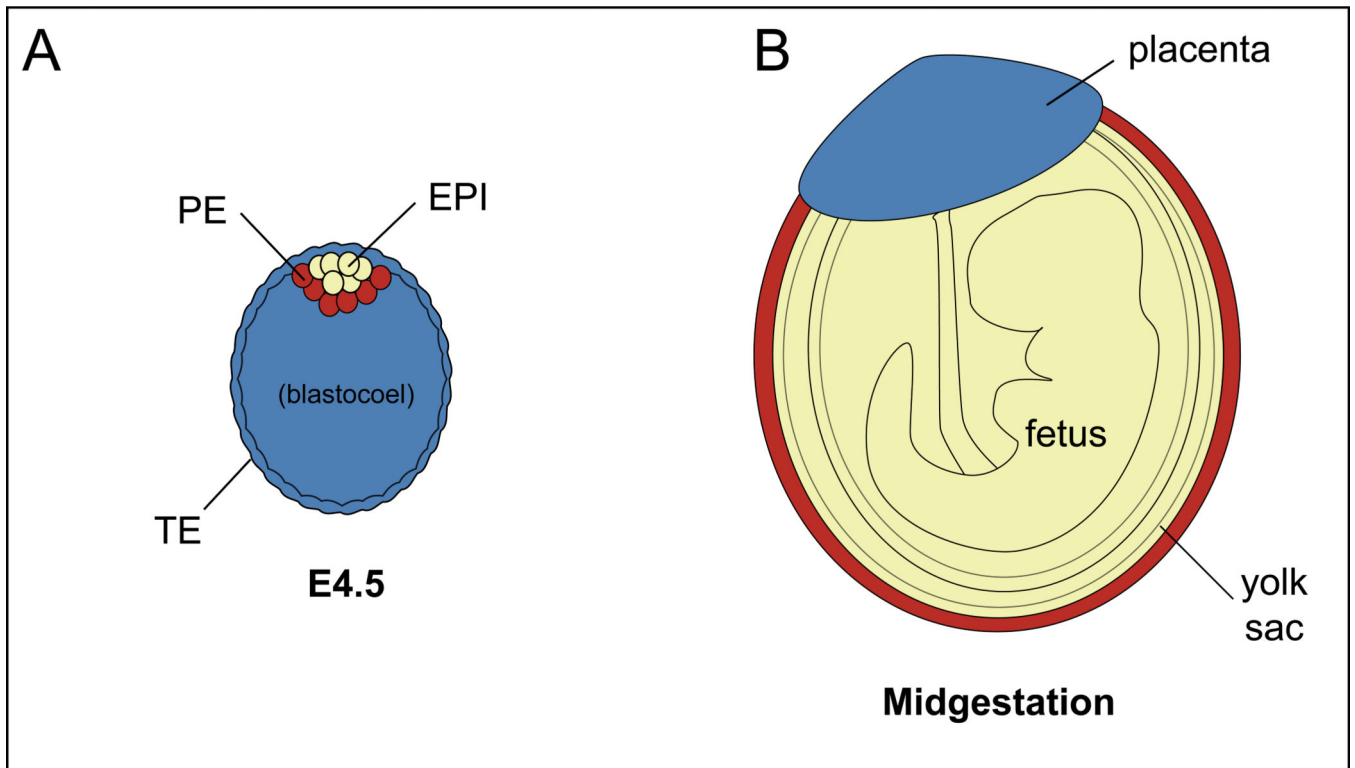 A
B
placenta
PE
EPI
(blastocoel)
fetus
TE
yolk
sac
E4.5
Midgestation